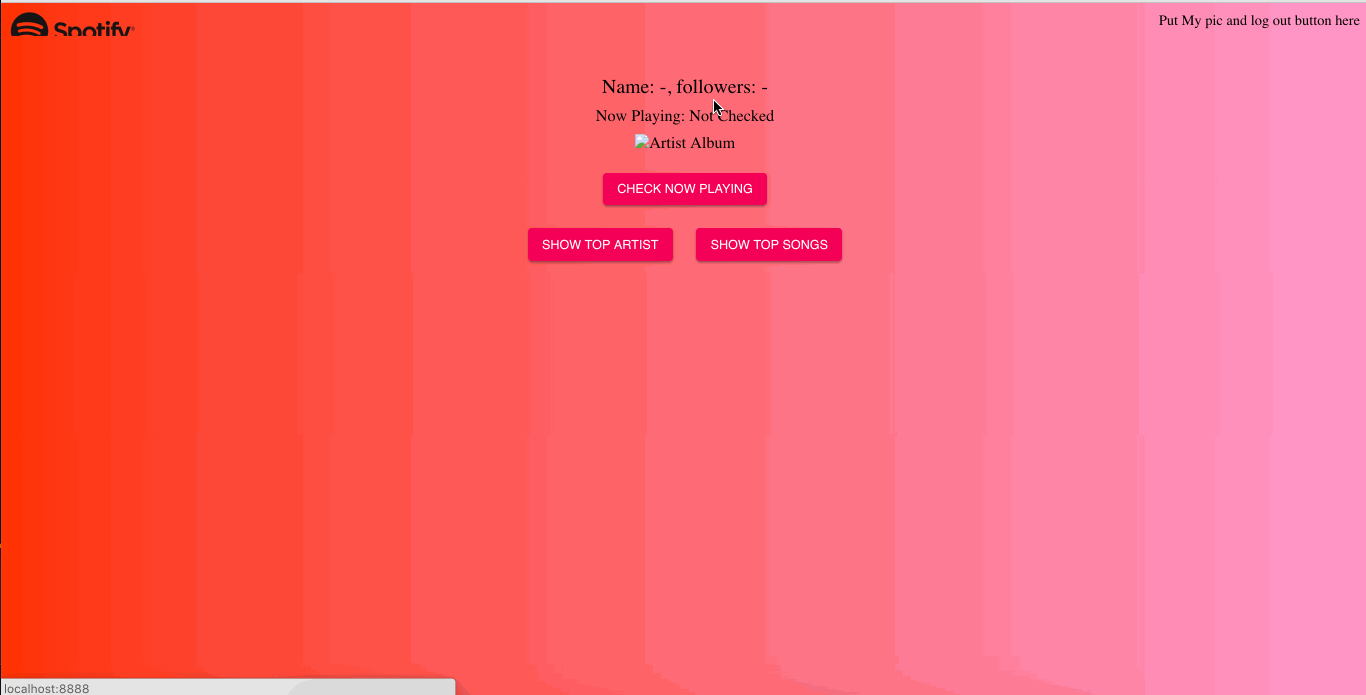 Spotify®
Put My pic and log out button here
Name: -, followers: -
Now Playing: Not Checked
Artist Album
CHECK NOW PLAYING
SHOW TOP ARTIST
SHOW TOP SONGS
localhost:8888